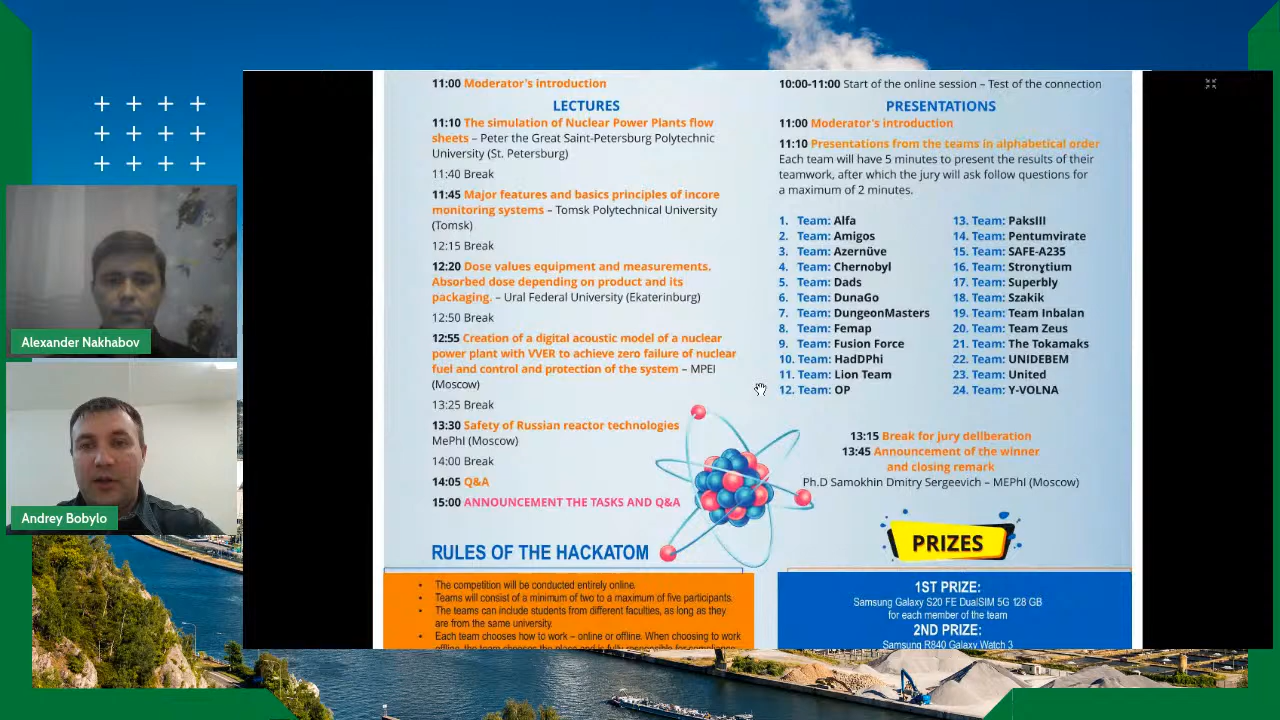 11:00 Moderator's introduction
LECTURES
11:10 The simulation of Nuclear Power Plants flow
sheets – Peter the Great Saint-Petersburg Polytechnic
University (St. Petersburg)
11:40 Break
11:45 Major features and basics principles of incore
monitoring systems – Tomsk Polytechnical University
(Tomsk)
12:15 Break
12:20 Dose values equipment and measurements.
Absorbed dose depending on product and its
packaging. – Ural Federal University (Ekaterinburg)
12:50 Break
12:55 Creation of a digital acoustic model of a nuclear
power plant with VVER to achieve zero failure of nuclear
fuel and control and protection of the system – MPEI
(Moscow)
13:25 Break
13:30 Safety of Russian reactor technologies
MePhI (Moscow)
14:00 Break
14:05 Q&A
15:00 ANNOUNCEMENT THE TASKS AND Q&A
RULES OF THE HACKATOM
• The competition will be conducted entirely online.
• Teams will consist of a minimum of two to a maximum of five participants.
• The teams can include students from different faculties, as long as they
are from the same university.
• Each team chooses how to work – online or offline. When choosing to work
10:00-11:00 Start of the online session – Test of the connection
PRESENTATIONS
11:00 Moderator's introduction
11:10 Presentations from the teams in alphabetical order
Each team will have 5 minutes to present the results of their
teamwork, after which the jury will ask follow questions for
a maximum of 2 minutes.
1. Team: Alfa
2. Team: Amigos
3. Team: Azernūve
4. Team: Chernobyl
5. Team: Dads
6. Team: DunaGo
7. Team: DungeonMasters
8. Team: Femap
9. Team: Fusion Force
10. Team: HadDPhi
11. Team: Lion Team
12. Team: OP
13. Team: PaksIII
14. Team: Pentumvirate
15. Team: SAFE-A235
16. Team: Stronɣtium
17. Team: Superbly
18. Team: Szakik
19. Team: Team Inbalan
20. Team: Team Zeus
21. Team: The Tokamaks
22. Team: UNIDEBEM
23. Team: United
24. Team: Y-VOLNA
13:15 Break for jury dellberation
13:45 Announcement of the winner
and closing remark
Ph.D Samokhin Dmitry Sergeevich – MEPhI (Moscow)
PRIZES
1ST PRIZE:
Samsung Galaxy S20 FE DualSIM 5G 128 GB
for each member of the team
2ND PRIZE:
Samsung R840 Galaxy Watch 3
Alexander Nakhabov
Andrey Bobylo